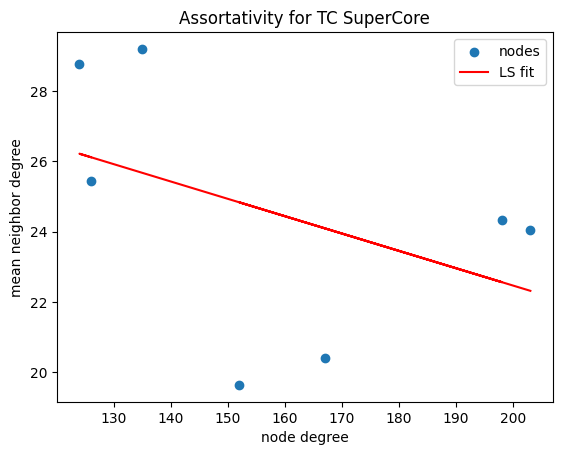 Assortativity for TC SuperCore
nodes
LS fit
mean neighbor degree
28
26
24
22
20
130 140 150 160 170 180 190 200
node degree